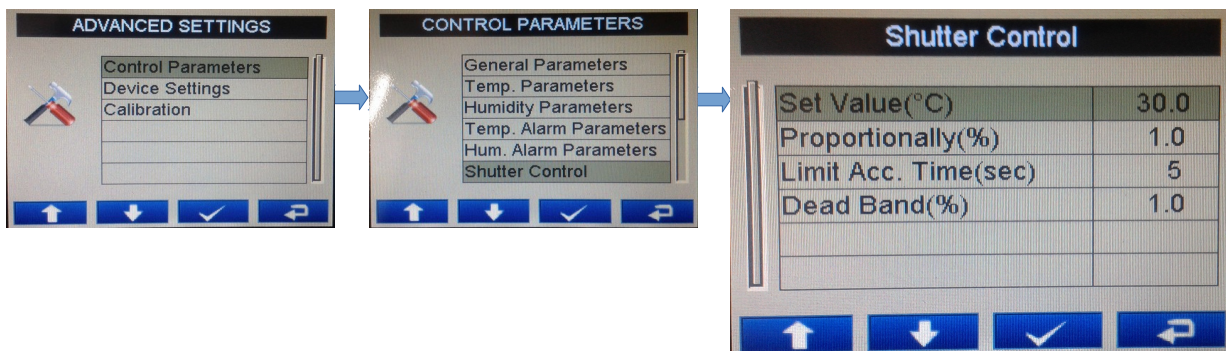 ADVANCED SETTINGS
Control Parameters
Device Settings
Calibration
CONTROL PARAMETERS
General Parameters
Temp. Parameters
Humidity Parameters
Temp. Alarm Parameters
Hum. Alarm Parameters
Shutter Control
Shutter Control
Set Value(°C) 30.0
Proportionally(%) 1.0
Limit Acc. Time(sec) 5
Dead Band(%) 1.0